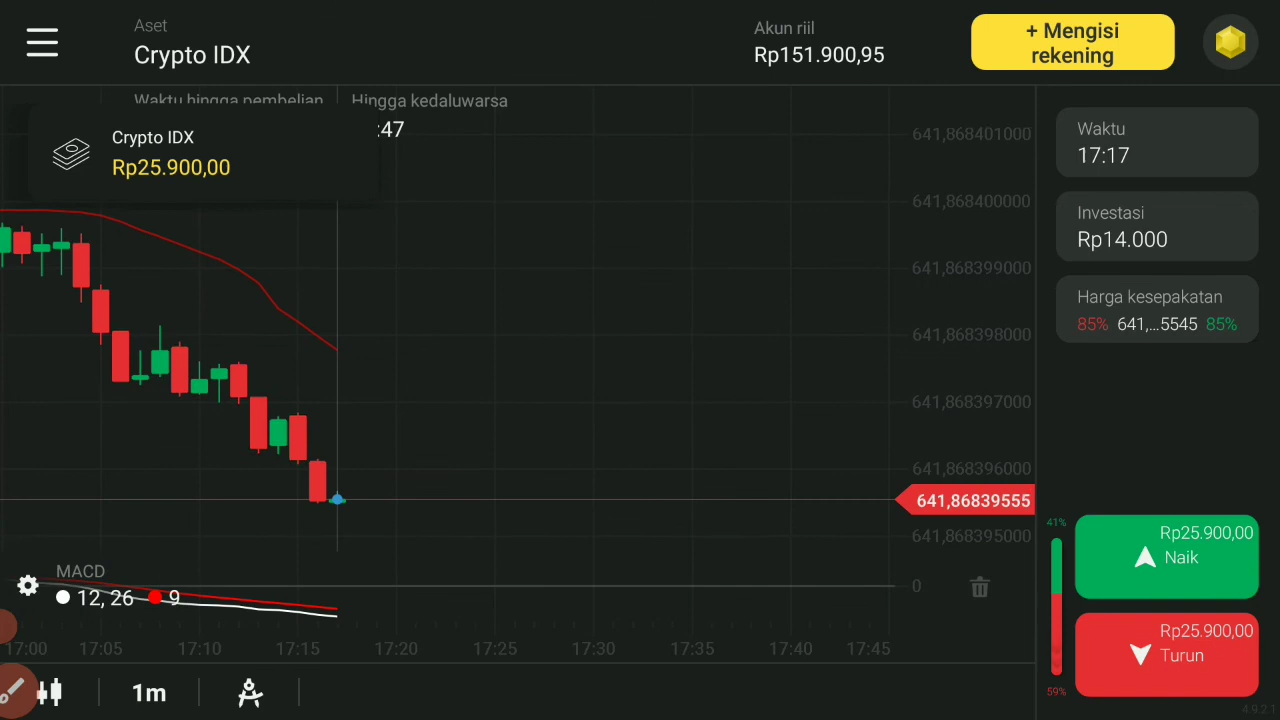 Aset
Crypto IDX
Akun riil
Rp151.900,95
+ Mengisi
rekening
Waktu hingga pembelian
Hingga kedaluwarsa
:47
Crypto IDX
Rp25.900,00
641,868401000
641,868400000
641,868399000
641,868398000
641,868397000
641,868396000
641,86839555
641,868395000
0
Waktu
17:17
Investasi
Rp14.000
Harga kesepakatan
85% 641,...5545 85%
41%
Rp25.900,00
Naik
Rp25.900,00
Turun
59%
MACD
12, 26 9
17:00 17:05 17:10 17:15 17:20 17:25 17:30 17:35 17:40 17:45
1m